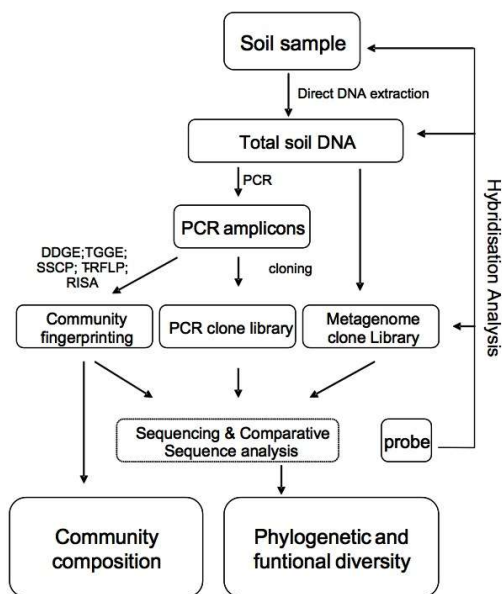 Soil sample
Direct DNA extraction
Total soil DNA
PCR
PCR amplicons
DDGE;TGGE;
SSCP; TRFLP;
RISA
cloning
Community
fingerprinting
PCR clone library
Metagenome
clone Library
Hybridisation Analysis
Sequencing & Comparative
Sequence analysis
probe
Community
composition
Phylogenetic and
funtional diversity